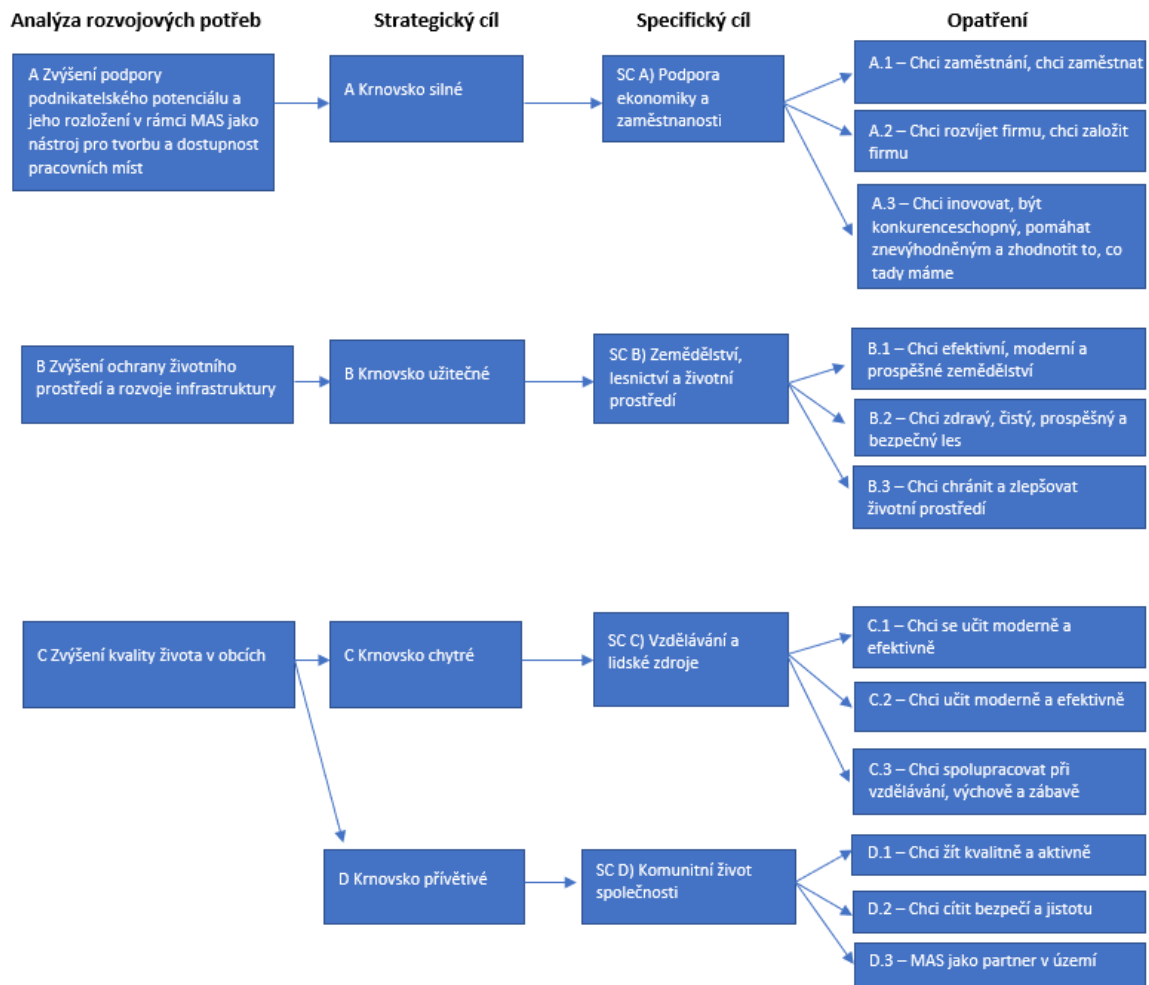 Analýza rozvojových potřeb
Strategický cíl
Specifický cíl
Opatření
A Zvýšení podpory
podnikatelského potenciálu a
jeho rozložení v rámci MAS jako
nástroj pro tvorbu a dostupnost
pracovních míst
A Krnovsko silné
SC A) Podpora
ekonomiky a
zaměstnanosti
A.1 – Chci zaměstnání, chci zaměstnat
A.2 – Chci rozvíjet firmu, chci založit
firmu
A.3 – Chci inovovat, být
konkurenceschopný, pomáhat
znevýhodněným a zhodnotit to, co
tady máme
B Zvýšení ochrany životního
prostředí a rozvoje infrastruktury
B Krnovsko užitečné
SC B) Zemědělství,
lesnictví a životní
prostředí
B.1 – Chci efektivní, moderní a
prospěšné zemědělství
B.2 – Chci zdravý, čistý, prospěšný a
bezpečný les
B.3 – Chci chránit a zlepšovat
životní prostředí
C Zvýšení kvality života v obcích
C Krnovsko chytré
SC C) Vzdělávání a
lidské zdroje
C.1 – Chci se učit moderně a
efektivně
C.2 – Chci učit moderně a efektivně
C.3 – Chci spolupracovat při
vzdělávání, výchově a zábavě
D Krnovsko přívětivé
SC D) Komunitní život
společnosti
D.1 – Chci žít kvalitně a aktivně
D.2 – Chci cítit bezpečí a jistotu
D.3 – MAS jako partner v území